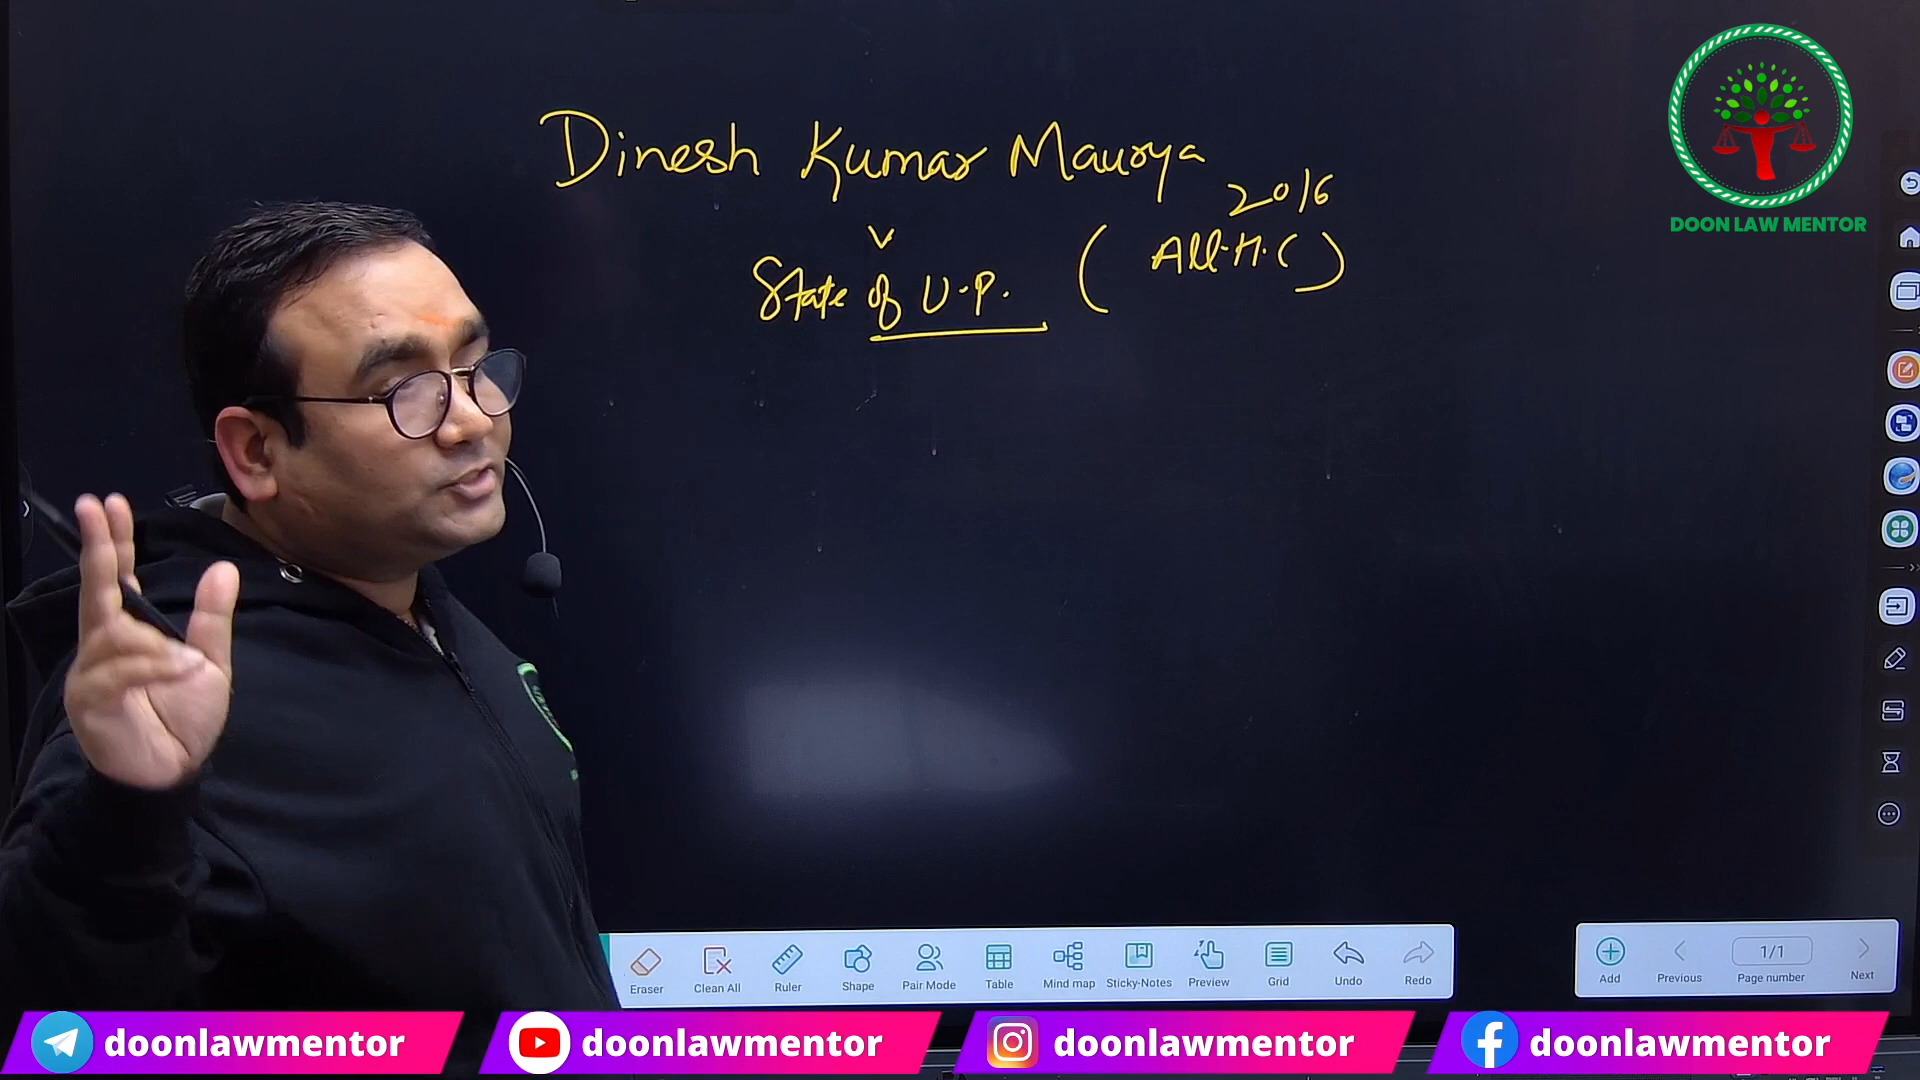 Dinesh Kumar Maurya
v
State of U.P.
2016
( All. H. C )
DOON LAW MENTOR
Eraser
Clean All
Ruler
Shape
Pair Mode
Table
Mind map
Sticky-Notes
Preview
Grid
Undo
Redo
Add
Previous
1/1
Page number
Next
doonlawmentor
doonlawmentor
doonlawmentor
doonlawmentor